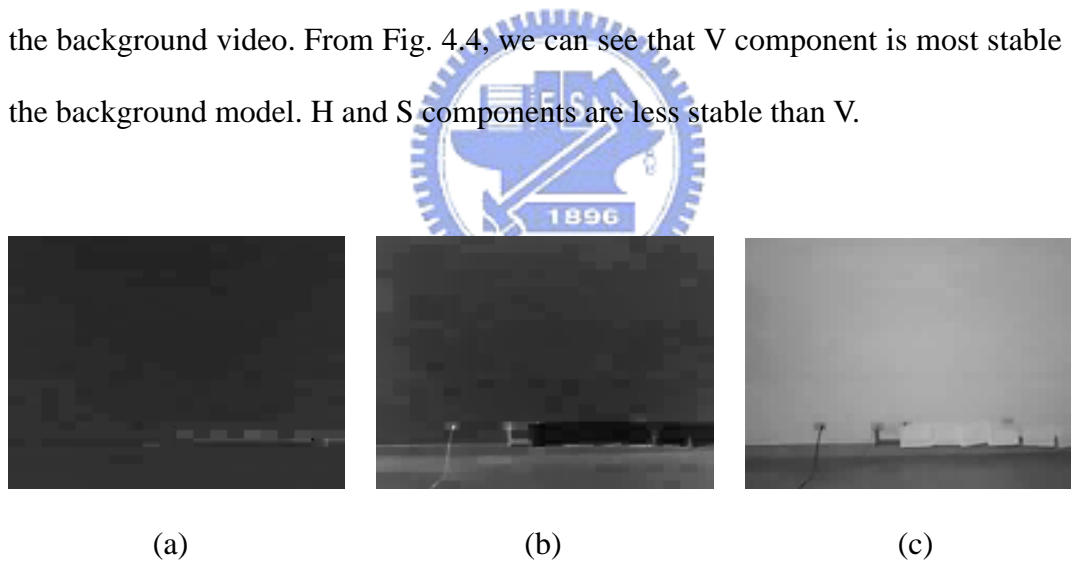 the background video. From Fig. 4.4, we can see that V component is most stable
the background model. H and S components are less stable than V.
E S
1896
(a) (b) (c)